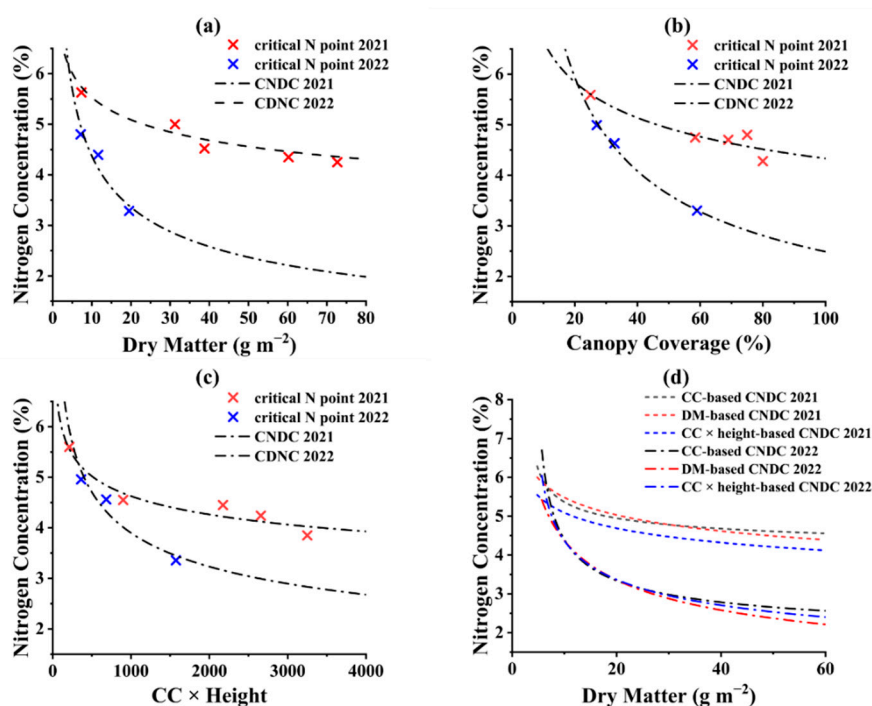 (a)
critical N point 2021
critical N point 2022
CNDC 2021
CDNC 2022
Nitrogen Concentration (%)
6
5
4
3
2
0 10 20 30 40 50 60 70 80
Dry Matter (g m⁻²)
(b)
critical N point 2021
critical N point 2022
CNDC 2021
CDNC 2022
Nitrogen Concentration (%)
6
5
4
3
2
0 20 40 60 80 100
Canopy Coverage (%)
(c)
critical N point 2021
critical N point 2022
CNDC 2021
CDNC 2022
Nitrogen Concentration (%)
6
5
4
3
2
0 1000 2000 3000 4000
CC × Height
(d)
CC-based CNDC 2021
DM-based CNDC 2021
CC × height-based CNDC 2021
CC-based CNDC 2022
DM-based CNDC 2022
CC × height-based CNDC 2022
Nitrogen Concentration (%)
8
7
6
5
4
3
2
0 20 40 60
Dry Matter (g m⁻²)